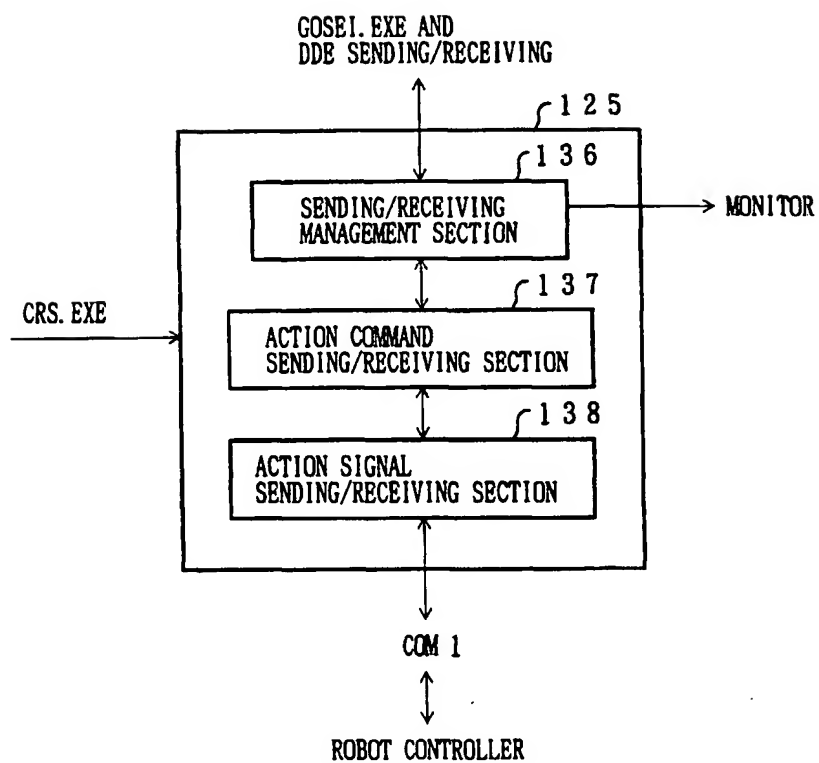 GOSEI.EXE AND
DDE SENDING/RECEIVING
125
136
SENDING/RECEIVING
MANAGEMENT SECTION
MONITOR
137
CRS.EXE
ACTION COMMAND
SENDING/RECEIVING SECTION
138
ACTION SIGNAL
SENDING/RECEIVING SECTION
COM 1
ROBOT CONTROLLER